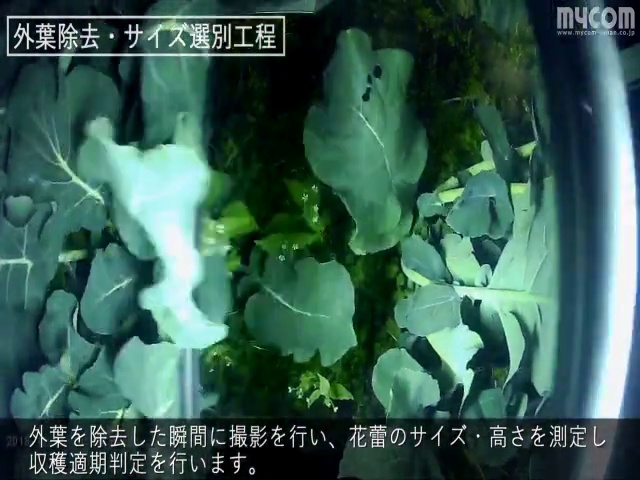 外葉除去・サイズ選別工程
mycom
外葉を除去した瞬間に撮影を行い、花蕾のサイズ・高さを測定し
収穫適期判定を行います。